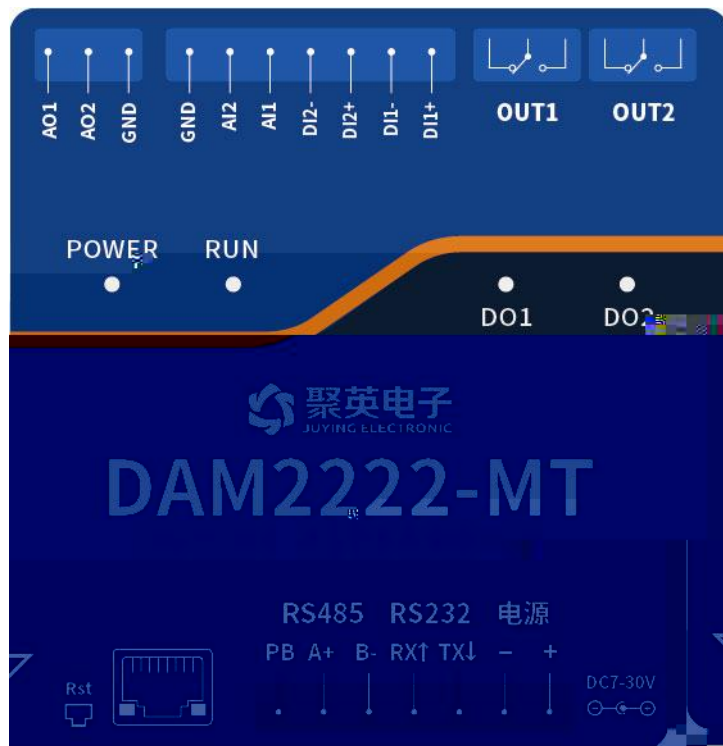 AO1 AO2 GND GND AI2 AI1 DI2- DI2+ DI1- DI1+
OUT1 OUT2
POWER RUN
DO1 DO2
聚英电子
JUYING ELECTRONIC
DAM2222-MT
RS485 RS232 电源
PB A+ B- RX↑ TX↓ - +
Rst
DC7-30V